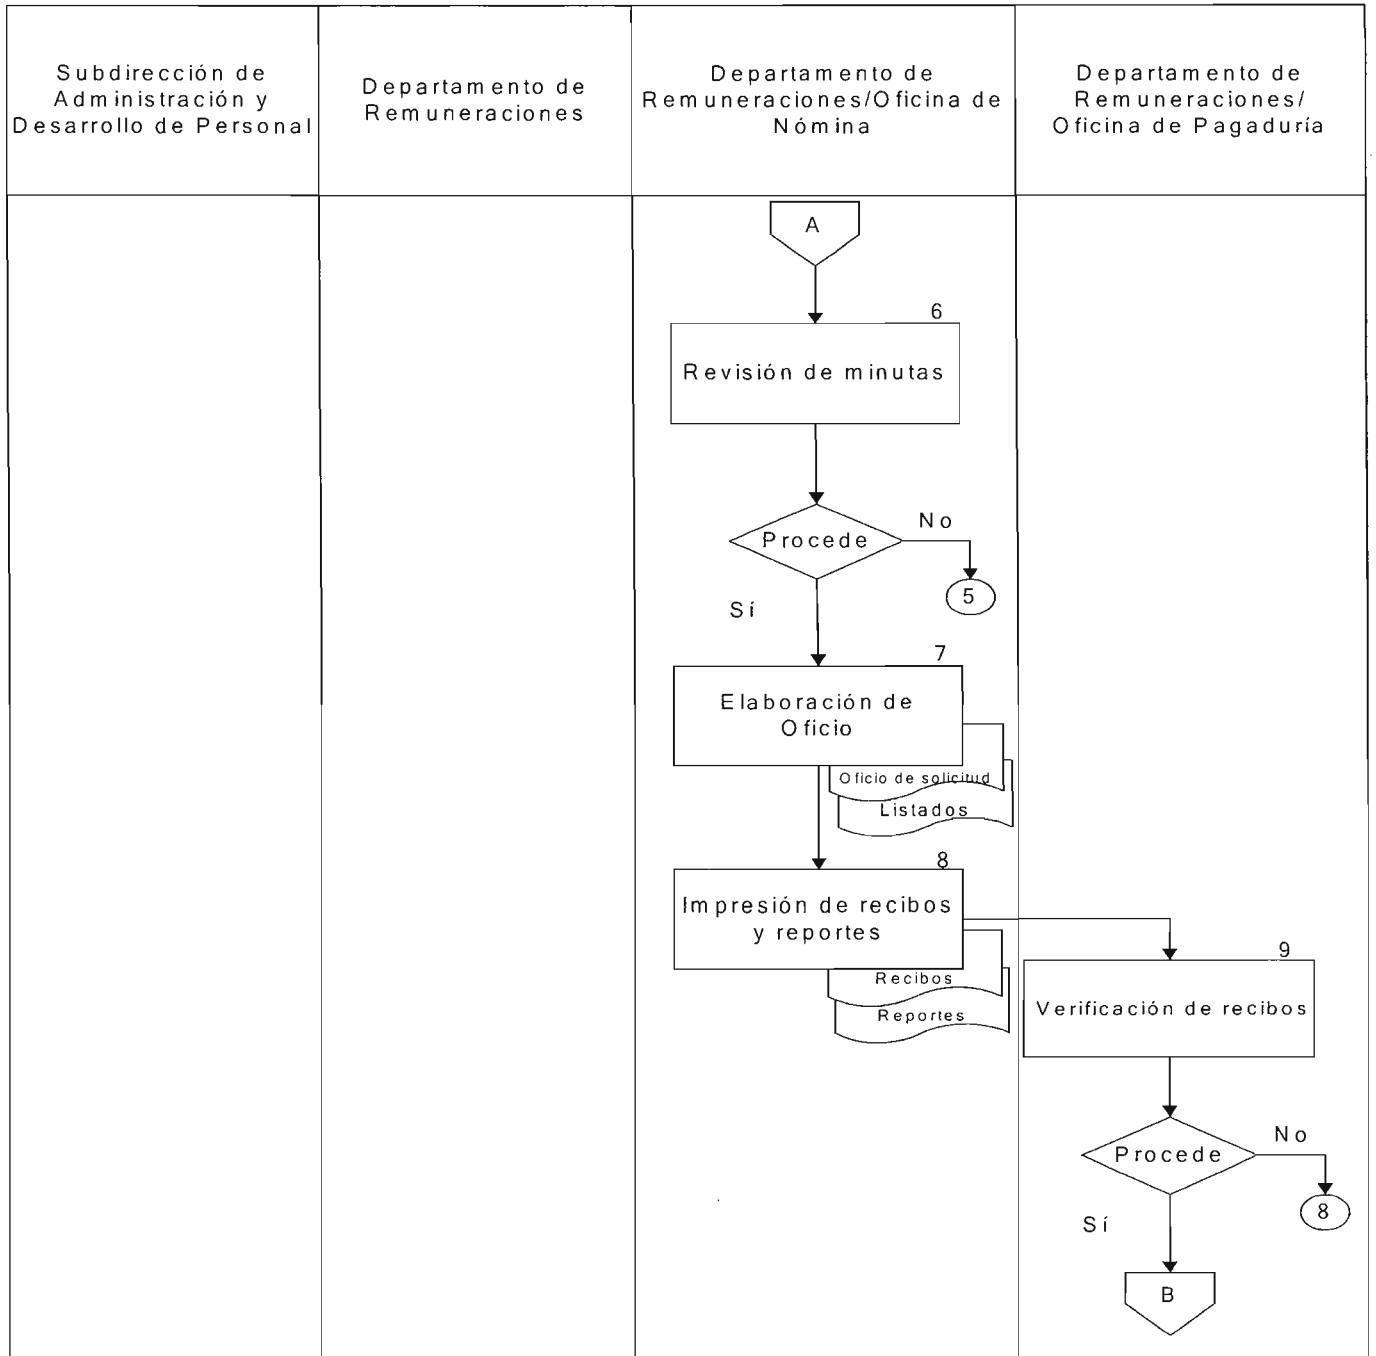 Subdirección de
Administración y
Desarrollo de Personal
Departamento de
Remuneraciones
Departamento de
Remuneraciones/Oficina de
Nómina
Departamento de
Remuneraciones/
Oficina de Pagaduría
A
6
Revisión de minutas
Procede
No
5
Sí
7
Elaboración de
Oficio
Oficio de solicitud
Listados
8
Impresión de recibos
y reportes
Recibos
Reportes
9
Verificación de recibos
Procede
No
8
Sí
B